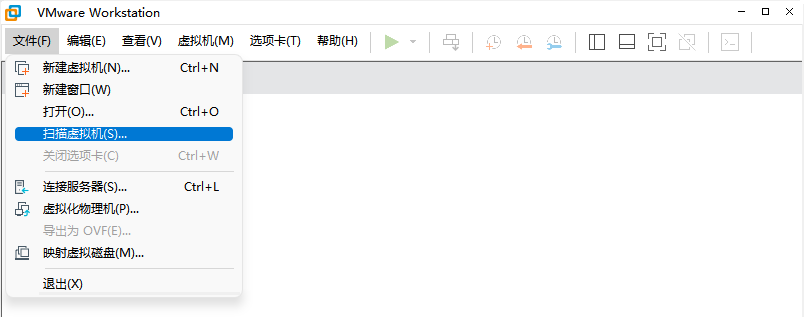 VMware Workstation
文件(F) 编辑(E) 查看(V) 虚拟机(M) 选项卡(T) 帮助(H)
新建虚拟机(N)... Ctrl+N
新建窗口(W)
打开(O)... Ctrl+O
扫描虚拟机(S)...
关闭选项卡(C) Ctrl+W
连接服务器(S)... Ctrl+L
虚拟化物理机(P)...
导出为 OVF(E)...
映射虚拟磁盘(M)...
退出(X)